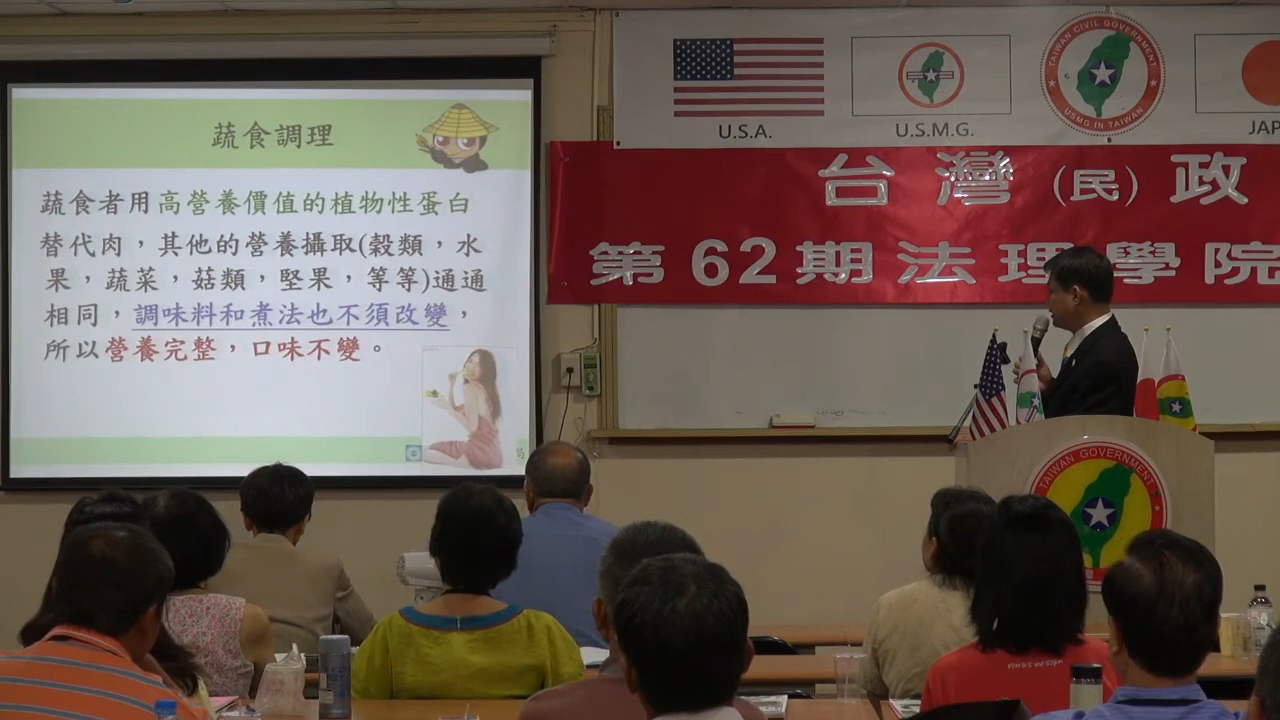 蔬食調理
蔬食者用高營養價值的植物性蛋白
替代肉，其他的營養攝取(穀類，水
果，蔬菜，菇類，堅果，等等)通通
相同，調味料和煮法也不須改變，
所以營養完整，口味不變。
U.S.A.
U.S.M.G.
TAIWAN CIVIL GOVERNMENT
USMG IN TAIWAN
JAP
台灣(民)政
第62期法理學院
TAIWAN GOVERNMENT